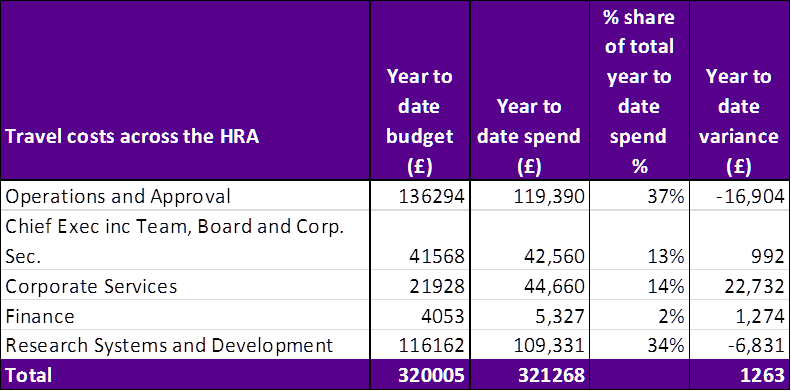 Travel costs across the HRA Year to date budget (£) Year to date spend (£) % share of total year to date spend % Year to date variance (£)
Operations and Approval 136294 119,390 37% -16,904
Chief Exec inc Team, Board and Corp.
Sec. 41568 42,560 13% 992
Corporate Services 21928 44,660 14% 22,732
Finance 4053 5,327 2% 1,274
Research Systems and Development 116162 109,331 34% -6,831
Total 320005 321268 1263